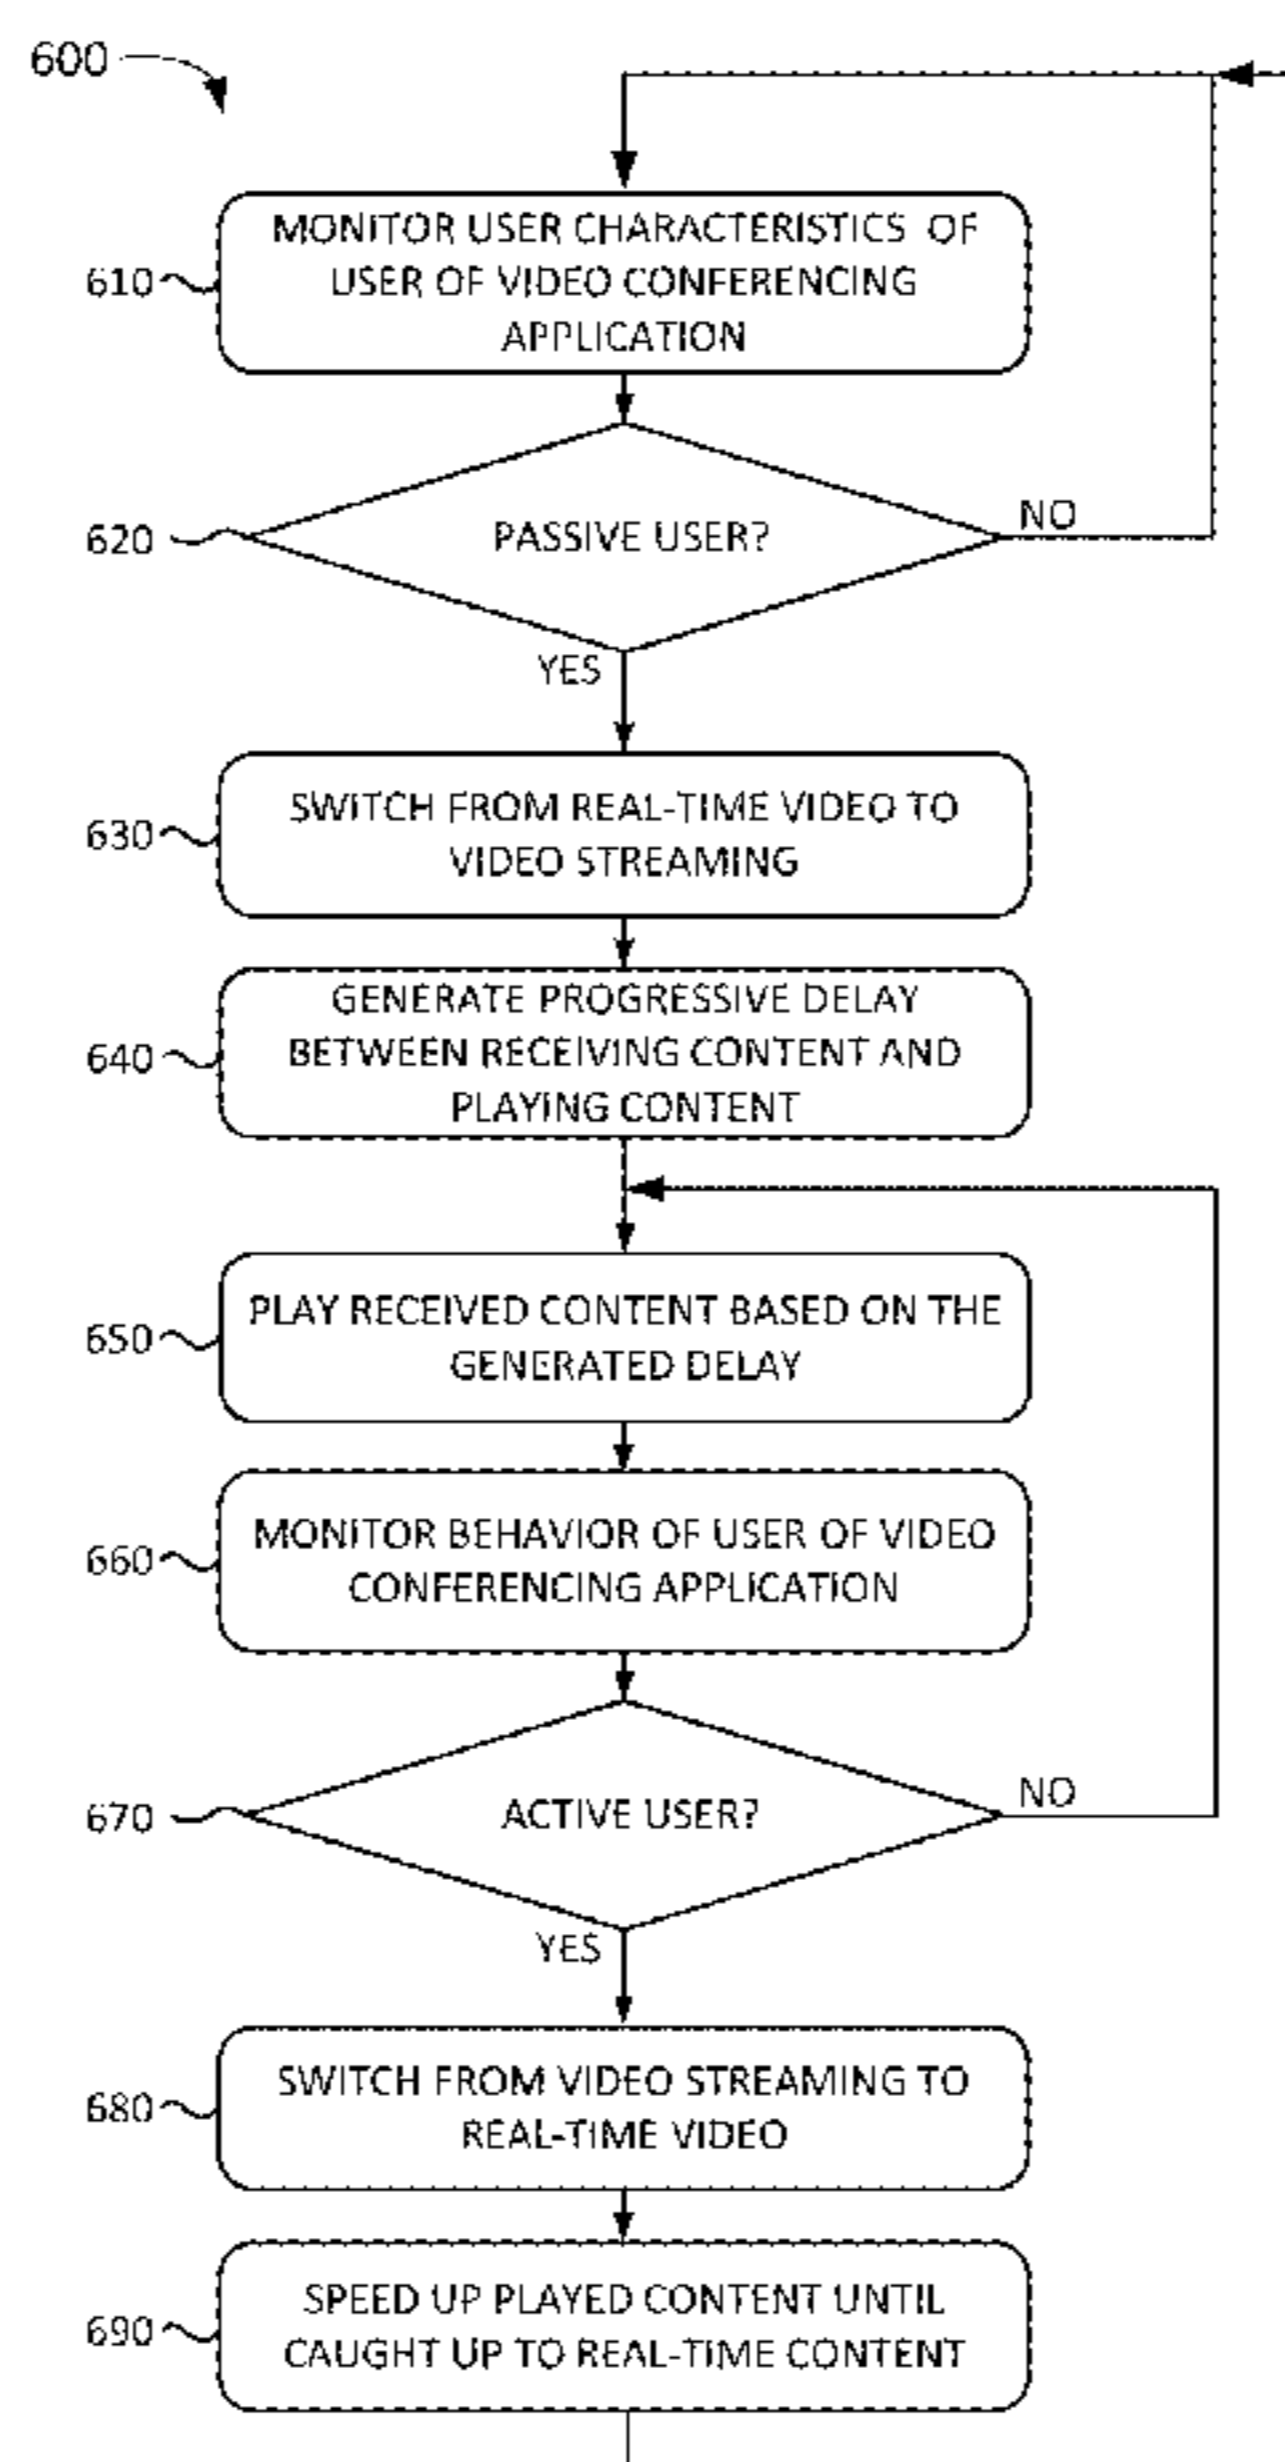 600
MONITOR USER CHARACTERISTICS OF
USER OF VIDEO CONFERENCING
APPLICATION
610
PASSIVE USER?
620
NO
YES
SWITCH FROM REAL-TIME VIDEO TO
VIDEO STREAMING
630
GENERATE PROGRESSIVE DELAY
BETWEEN RECEIVING CONTENT AND
PLAYING CONTENT
640
PLAY RECEIVED CONTENT BASED ON THE
GENERATED DELAY
650
MONITOR BEHAVIOR OF USER OF VIDEO
CONFERENCING APPLICATION
660
ACTIVE USER?
670
NO
YES
SWITCH FROM VIDEO STREAMING TO
REAL-TIME VIDEO
680
SPEED UP PLAYED CONTENT UNTIL
CAUGHT UP TO REAL-TIME CONTENT
690